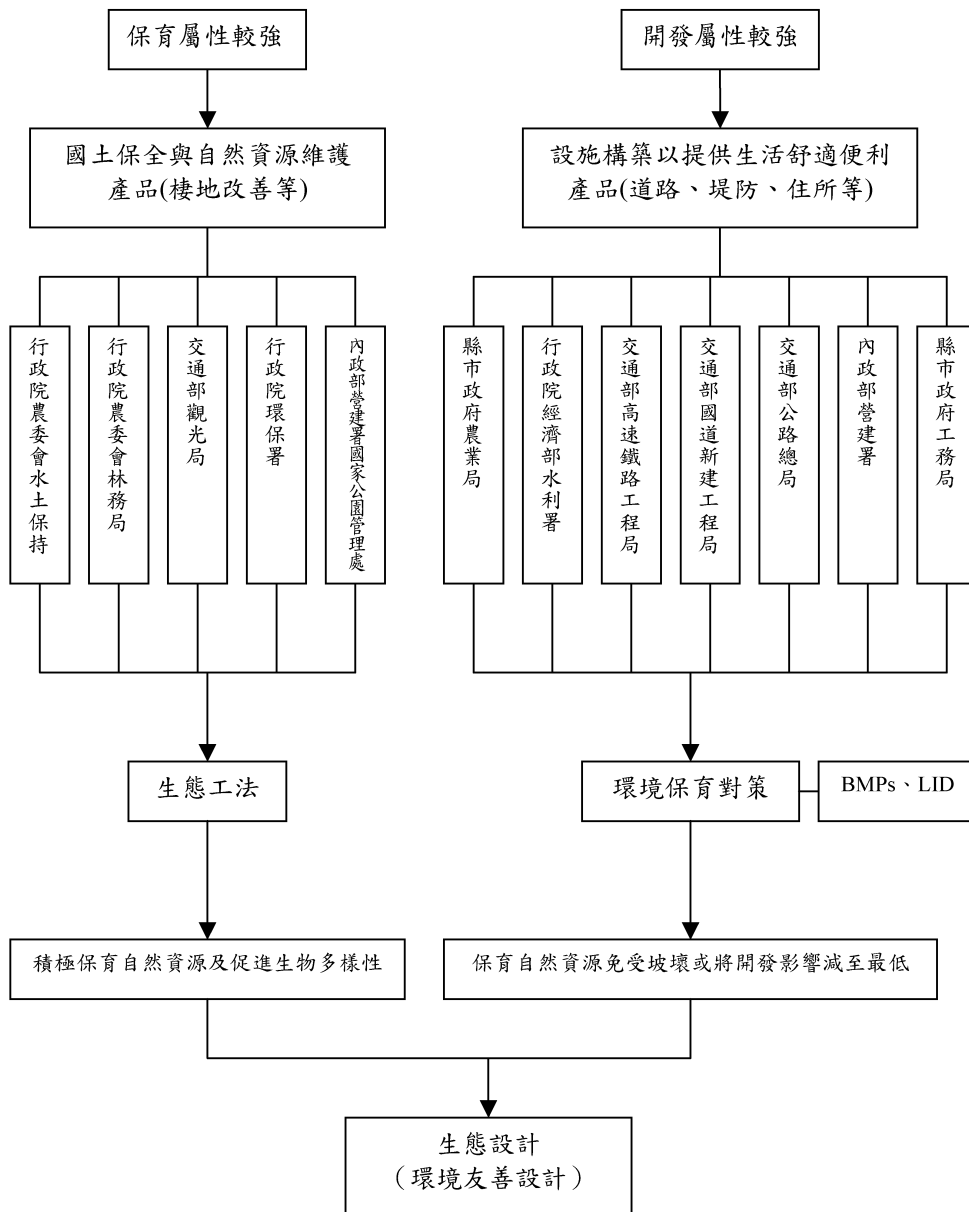 保育屬性較強
開發屬性較強
國土保全與自然資源維護
產品(棲地改善等)
設施構築以提供生活舒適便利
產品(道路、堤防、住所等)
行政院農委會水土保持
行政院農委會林務局
交通部觀光局
行政院環保署
內政部營建署國家公園管理處
縣市政府農業局
行政院經濟部水利署
交通部高速鐵路工程局
交通部國道新建工程局
交通部公路總局
內政部營建署
縣市政府工務局
生態工法
環境保育對策
BMPs、LID
積極保育自然資源及促進生物多樣性
保育自然資源免受坡壞或將開發影響減至最低
生態設計
（環境友善設計）